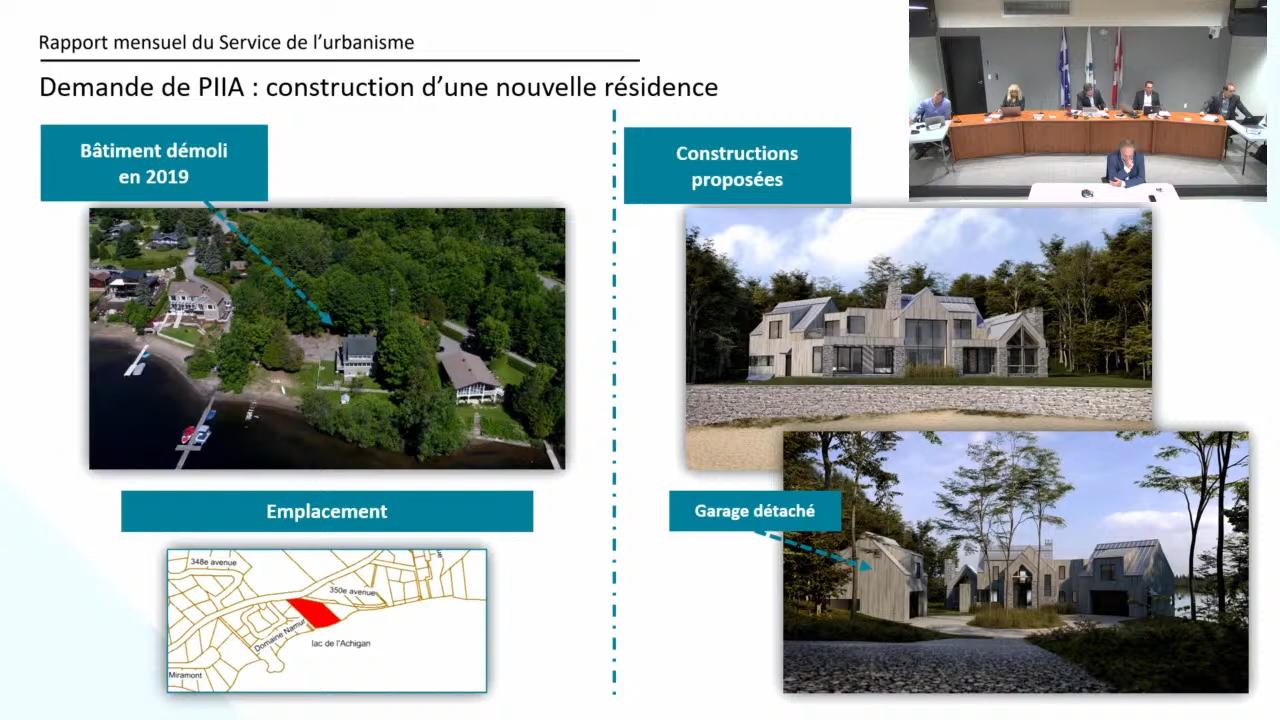 Rapport mensuel du Service de l'urbanisme
Demande de PIIA : construction d'une nouvelle résidence
Bâtiment démoli
en 2019
Constructions
proposées
Emplacement
Garage détaché
348e avenue
350e avenue
Domaine Namur
lac de l'Achigan
Miramont